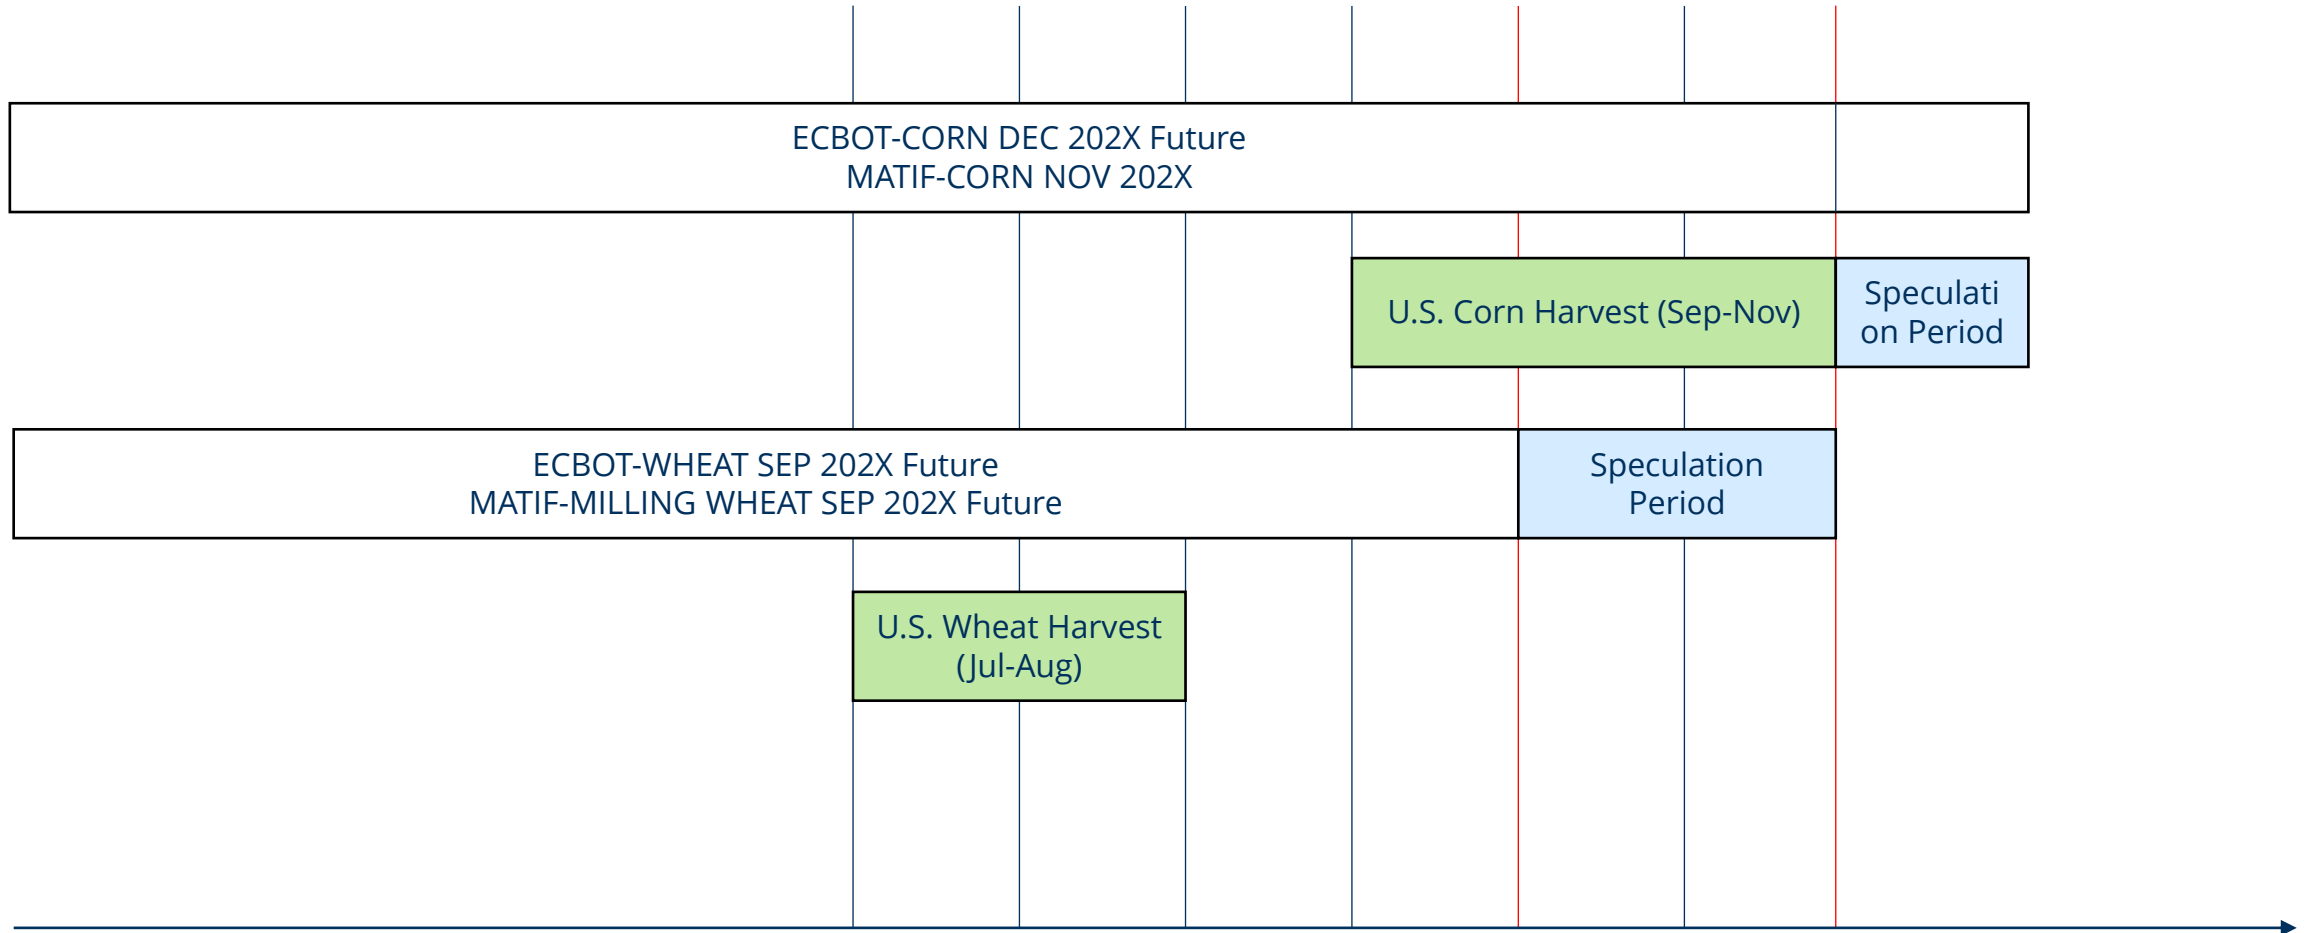 ECBOT-CORN DEC 202X Future
MATIF-CORN NOV 202X
U.S. Corn Harvest (Sep-Nov)
Speculati
on Period
ECBOT-WHEAT SEP 202X Future
MATIF-MILLING WHEAT SEP 202X Future
Speculation
Period
U.S. Wheat Harvest
(Jul-Aug)